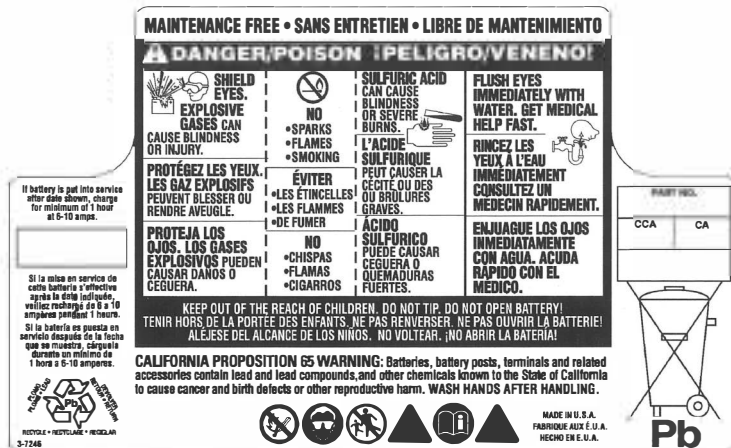 MAINTENANCE FREE • SANS ENTRETIEN • LIBRE DE MANTENIMIENTO
DANGER/POISON ¡PELIGRO/VENENO!
SHIELD
EYES.
EXPLOSIVE
GASES CAN
CAUSE BLINDNESS
OR INJURY.
NO
•SPARKS
•FLAMES
•SMOKING
SULFURIC ACID
CAN CAUSE
BLINDNESS
OR SEVERE
BURNS.
FLUSH EYES
IMMEDIATELY WITH
WATER. GET MEDICAL
HELP FAST.
PROTÉGEZ LES YEUX.
LES GAZ EXPLOSIFS
PEUVENT BLESSER OU
RENDRE AVEUGLE.
ÉVITER
•LES ÉTINCELLES
•LES FLAMMES
•DE FUMER
L'ACIDE
SULFURIQUE
PEUT CAUSER LA
CÉCITÉ OU DES
OU BRÛLURES
GRAVES.
RINCEZ LES
YEUX À L'EAU
IMMÉDIATEMENT
CONSULTEZ UN
MEDECIN RAPIDEMENT.
PROTEJA LOS
OJOS. LOS GASES
EXPLOSIVOS PUEDEN
CAUSAR DANOS O
CEGUERA.
NO
•CHISPAS
•FLAMAS
•CIGARROS
ÁCIDO
SULFURICO
PUEDE CAUSAR
CEGUERA O
QUEMADURAS
FUERTES.
ENJUAGUE LOS OJOS
INMEDIATAMENTE
CON AGUA. ACUDA
RÁPIDO CON EL
MÉDICO.
KEEP OUT OF THE REACH OF CHILDREN. DO NOT TIP. DO NOT OPEN BATTERY!
TENIR HORS DE LA PORTÉE DES ENFANTS. NE PAS RENVERSER. NE PAS OUVRIR LA BATTERIE!
ALÉJESE DEL ALCANCE DE LOS NIÑOS. NO VOLTEAR. ¡NO ABRIR LA BATERÍA!
If battery is put into service
after date shown, charge
for minimum of 1 hour
at 6-10 amps.
Si la mise en service de
cette batterie s'effective
après la date indiquée,
veillez rechargé de 6 a 10
ampères pendant 1 heure.
Si la batería es puesta en
servicio después de la fecha
que se muestra, cárguela
durante un mínimo de
1 hora a 6-10 amperes.
PLOMO
PLOMB • LEAD
RETURN
Pb
RECYCLE • RECYCLAGE • RECICLAR
3-7246
PART NO.
CCA
CA
Pb
CALIFORNIA PROPOSITION 65 WARNING: Batteries, battery posts, terminals and related
accessories contain lead and lead compounds, and other chemicals known to the State of California
to cause cancer and birth defects or other reproductive harm. WASH HANDS AFTER HANDLING.
MADE IN U.S.A.
FABRIQUE AUX É.U.A.
HECHO EN E.U.A.